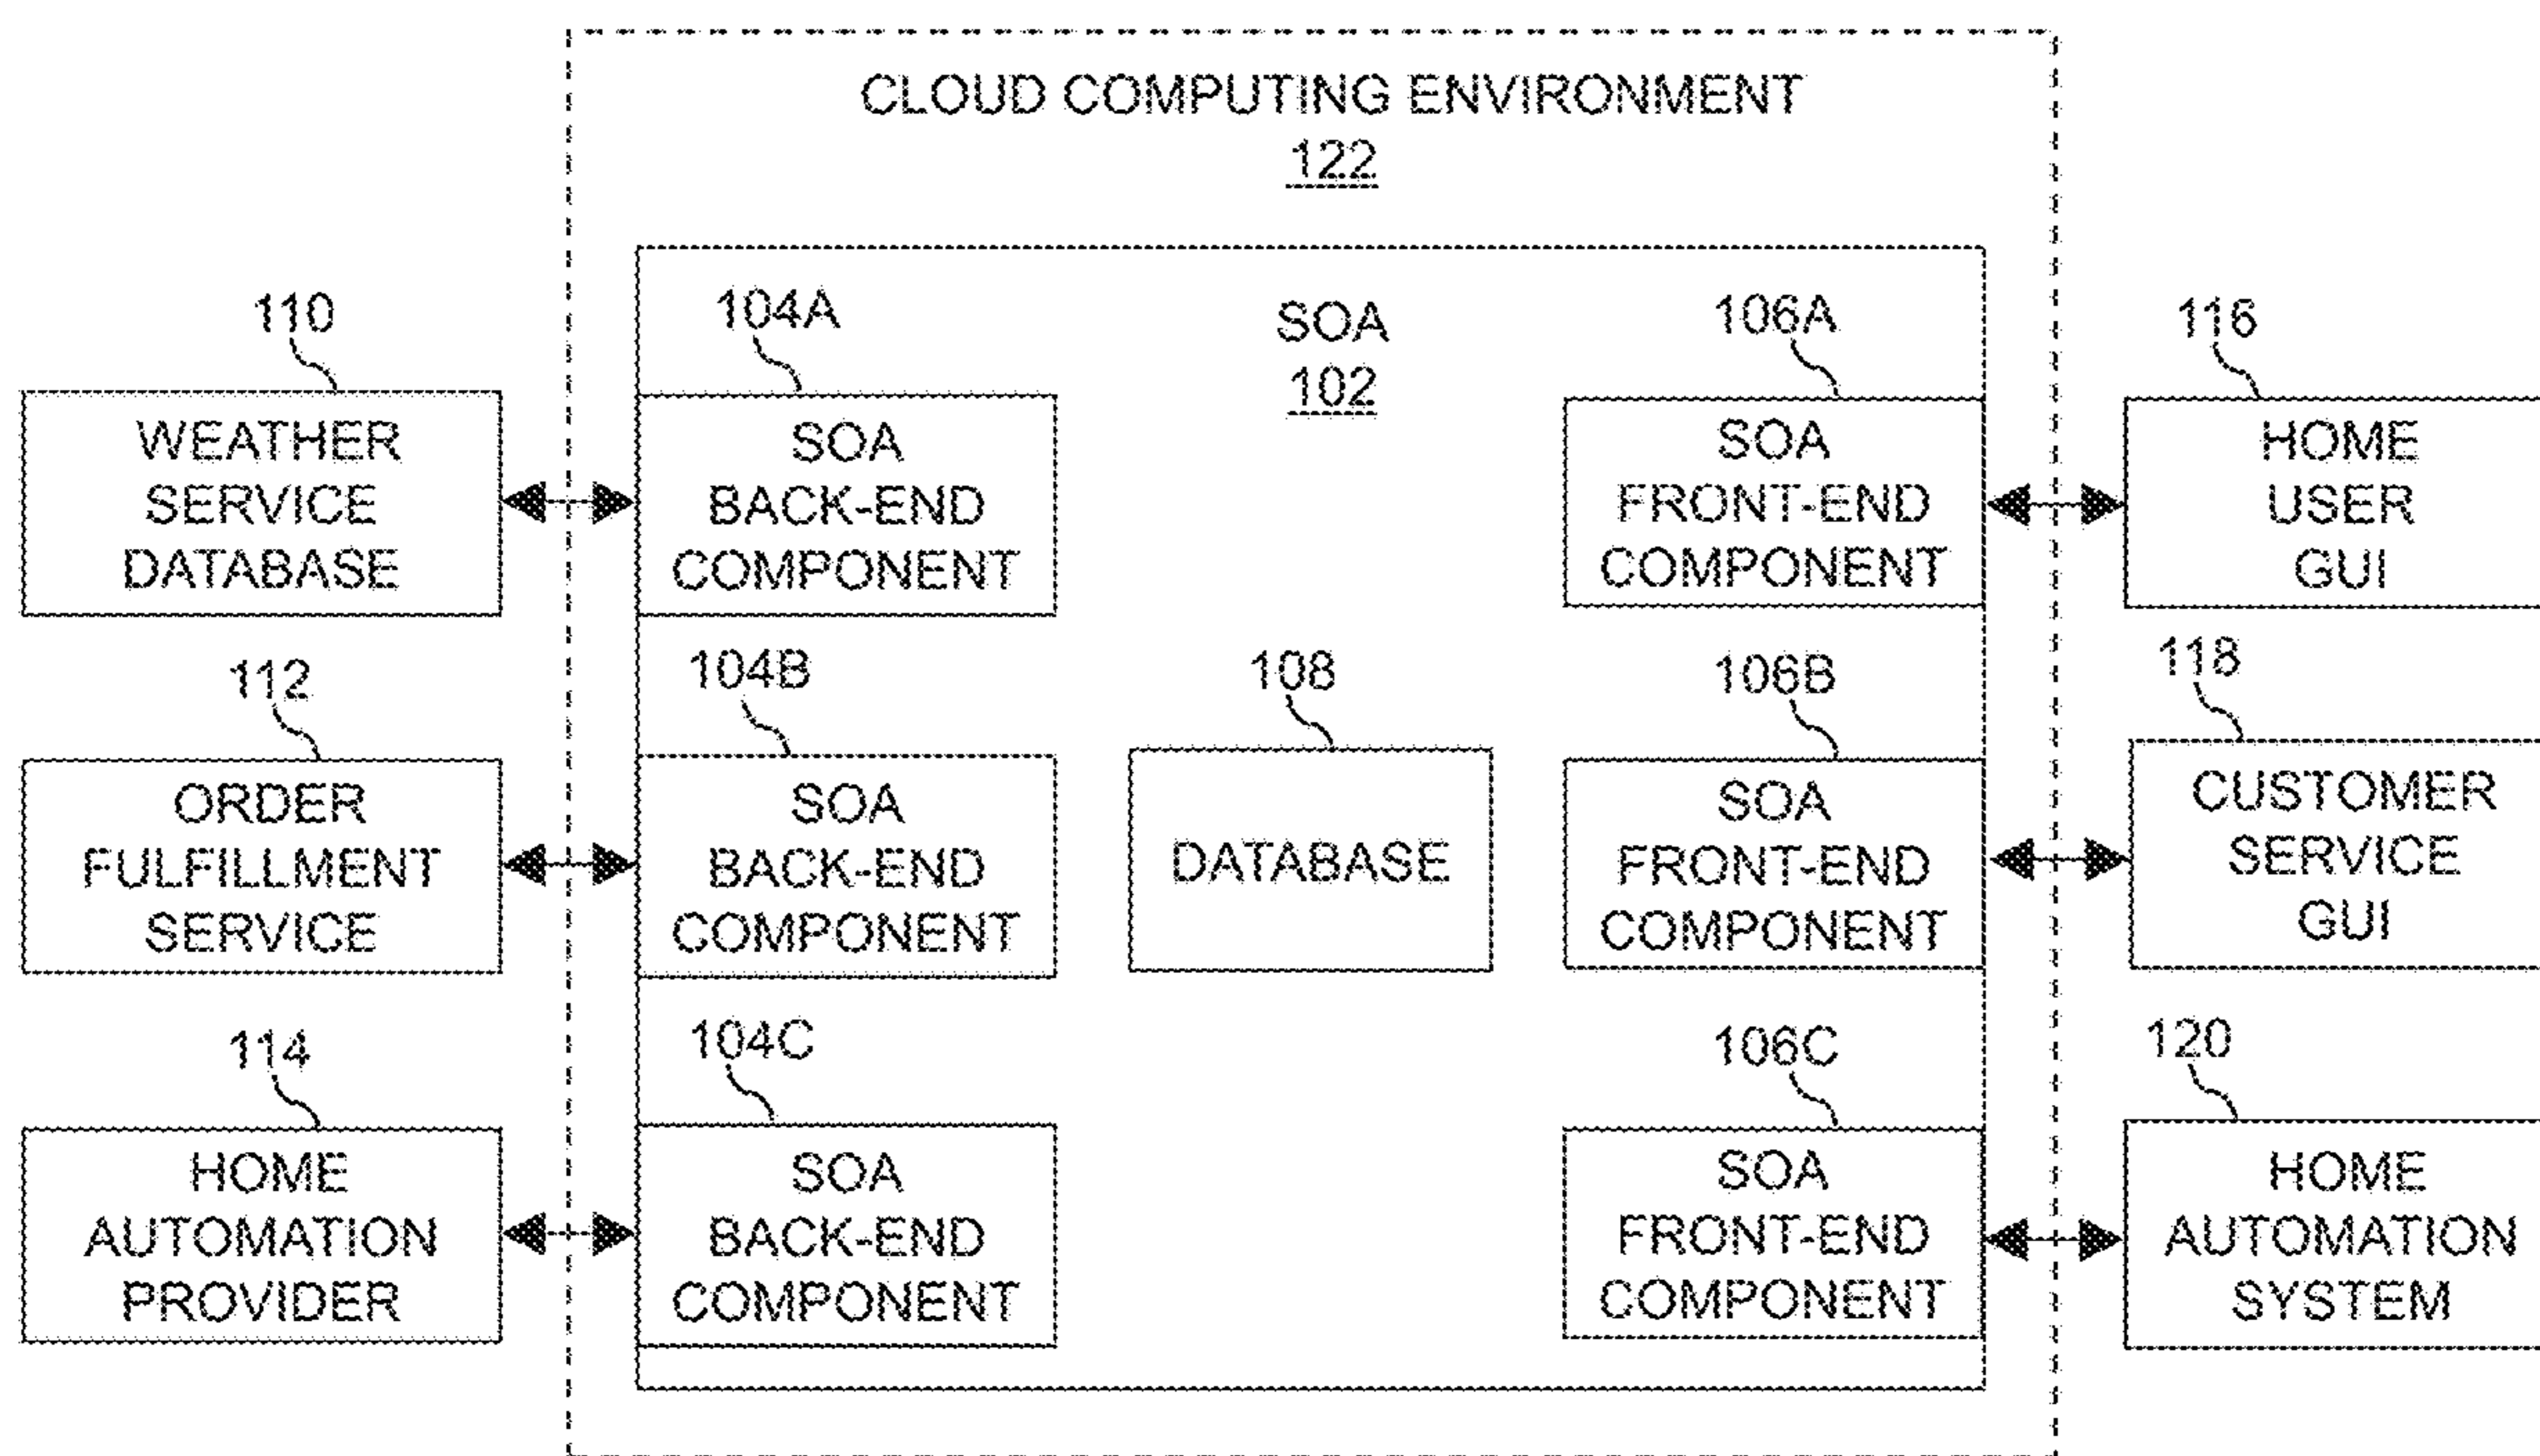 CLOUD COMPUTING ENVIRONMENT
122
SOA
102
110
WEATHER
SERVICE
DATABASE
104A
SOA
BACK-END
COMPONENT
106A
SOA
FRONT-END
COMPONENT
116
HOME
USER
GUI
112
ORDER
FULFILLMENT
SERVICE
104B
SOA
BACK-END
COMPONENT
108
DATABASE
106B
SOA
FRONT-END
COMPONENT
118
CUSTOMER
SERVICE
GUI
114
HOME
AUTOMATION
PROVIDER
104C
SOA
BACK-END
COMPONENT
106C
SOA
FRONT-END
COMPONENT
120
HOME
AUTOMATION
SYSTEM